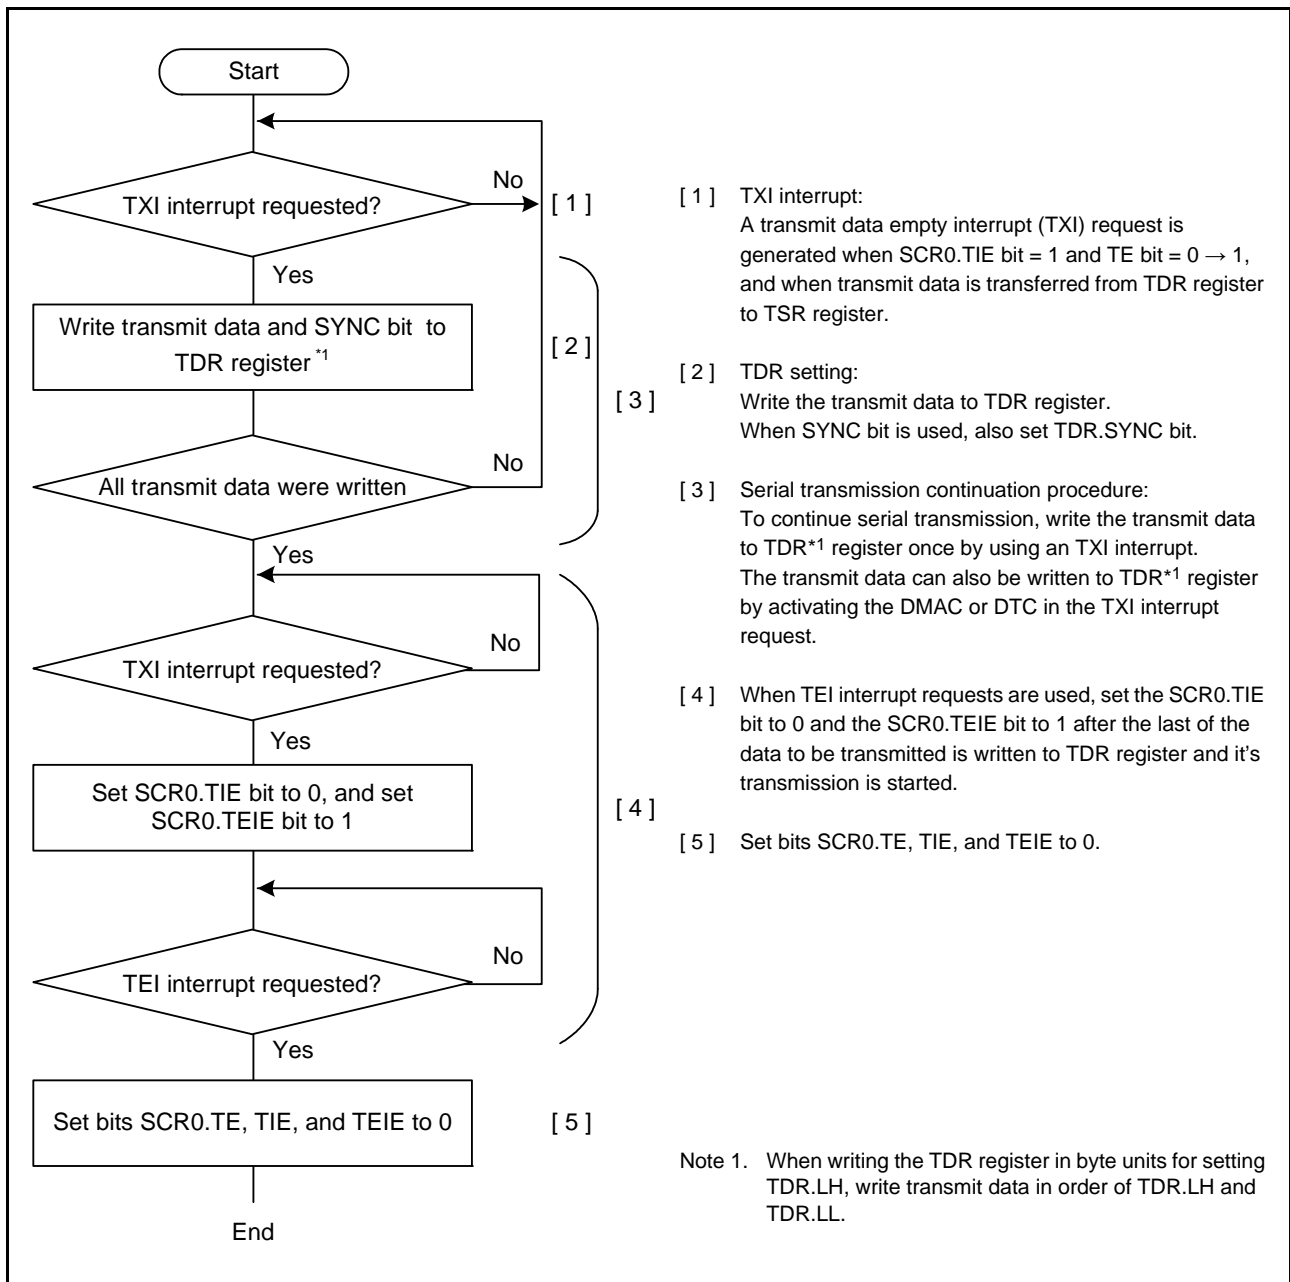 Start
TXI interrupt requested?
No
[ 1 ]
Yes
Write transmit data and SYNC bit to
TDR register *1
[ 2 ]
[ 3 ]
All transmit data were written
No
Yes
TXI interrupt requested?
No
Yes
Set SCR0.TIE bit to 0, and set
SCR0.TEIE bit to 1
[ 4 ]
TEI interrupt requested?
No
Yes
Set bits SCR0.TE, TIE, and TEIE to 0
[ 5 ]
End
[ 1 ] TXI interrupt:
A transmit data empty interrupt (TXI) request is
generated when SCR0.TIE bit = 1 and TE bit = 0 → 1,
and when transmit data is transferred from TDR register
to TSR register.
[ 2 ] TDR setting:
Write the transmit data to TDR register.
When SYNC bit is used, also set TDR.SYNC bit.
[ 3 ] Serial transmission continuation procedure:
To continue serial transmission, write the transmit data
to TDR*1 register once by using an TXI interrupt.
The transmit data can also be written to TDR*1 register
by activating the DMAC or DTC in the TXI interrupt
request.
[ 4 ] When TEI interrupt requests are used, set the SCR0.TIE
bit to 0 and the SCR0.TEIE bit to 1 after the last of the
data to be transmitted is written to TDR register and it's
transmission is started.
[ 5 ] Set bits SCR0.TE, TIE, and TEIE to 0.
Note 1. When writing the TDR register in byte units for setting
TDR.LH, write transmit data in order of TDR.LH and
TDR.LL.